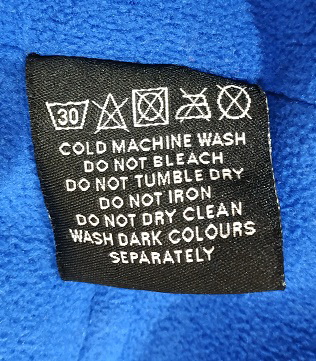 30
COLD MACHINE WASH
DO NOT BLEACH
DO NOT TUMBLE DRY
DO NOT IRON
DO NOT DRY CLEAN
WASH DARK COLOURS
SEPARATELY